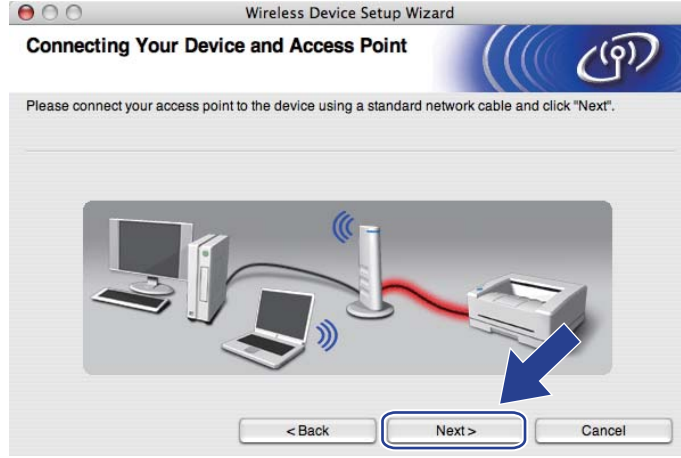 Wireless Device Setup Wizard
Connecting Your Device and Access Point
Please connect your access point to the device using a standard network cable and click "Next".
< Back Next > Cancel